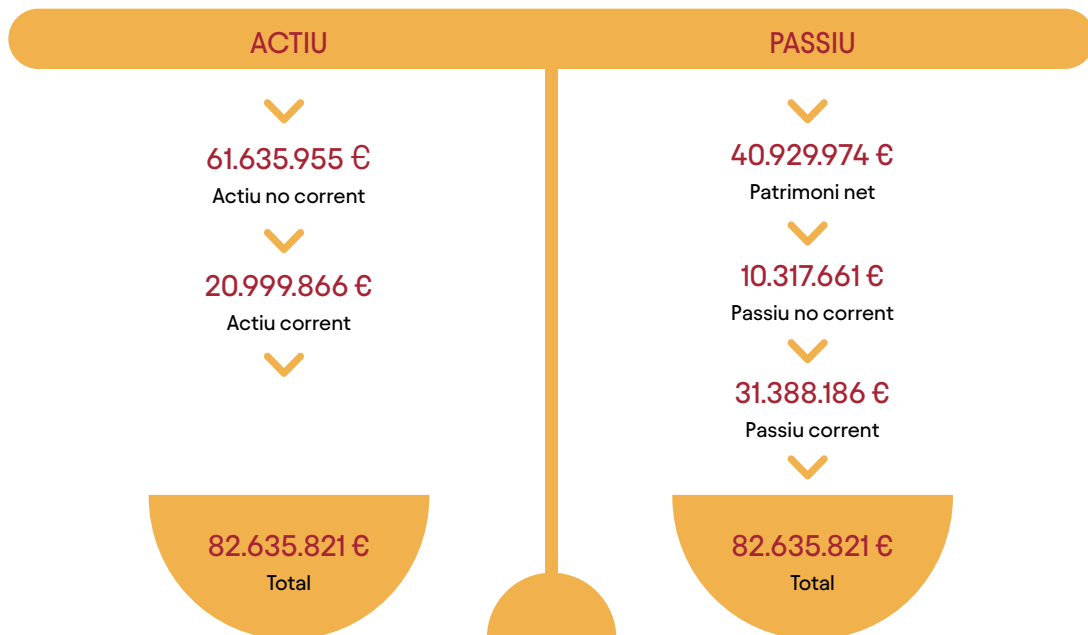 ACTIU
61.635.955 €
Actiu no corrent
20.999.866 €
Actiu corrent
82.635.821 €
Total
PASSIU
40.929.974 €
Patrimoni net
10.317.661 €
Passiu no corrent
31.388.186 €
Passiu corrent
82.635.821 €
Total